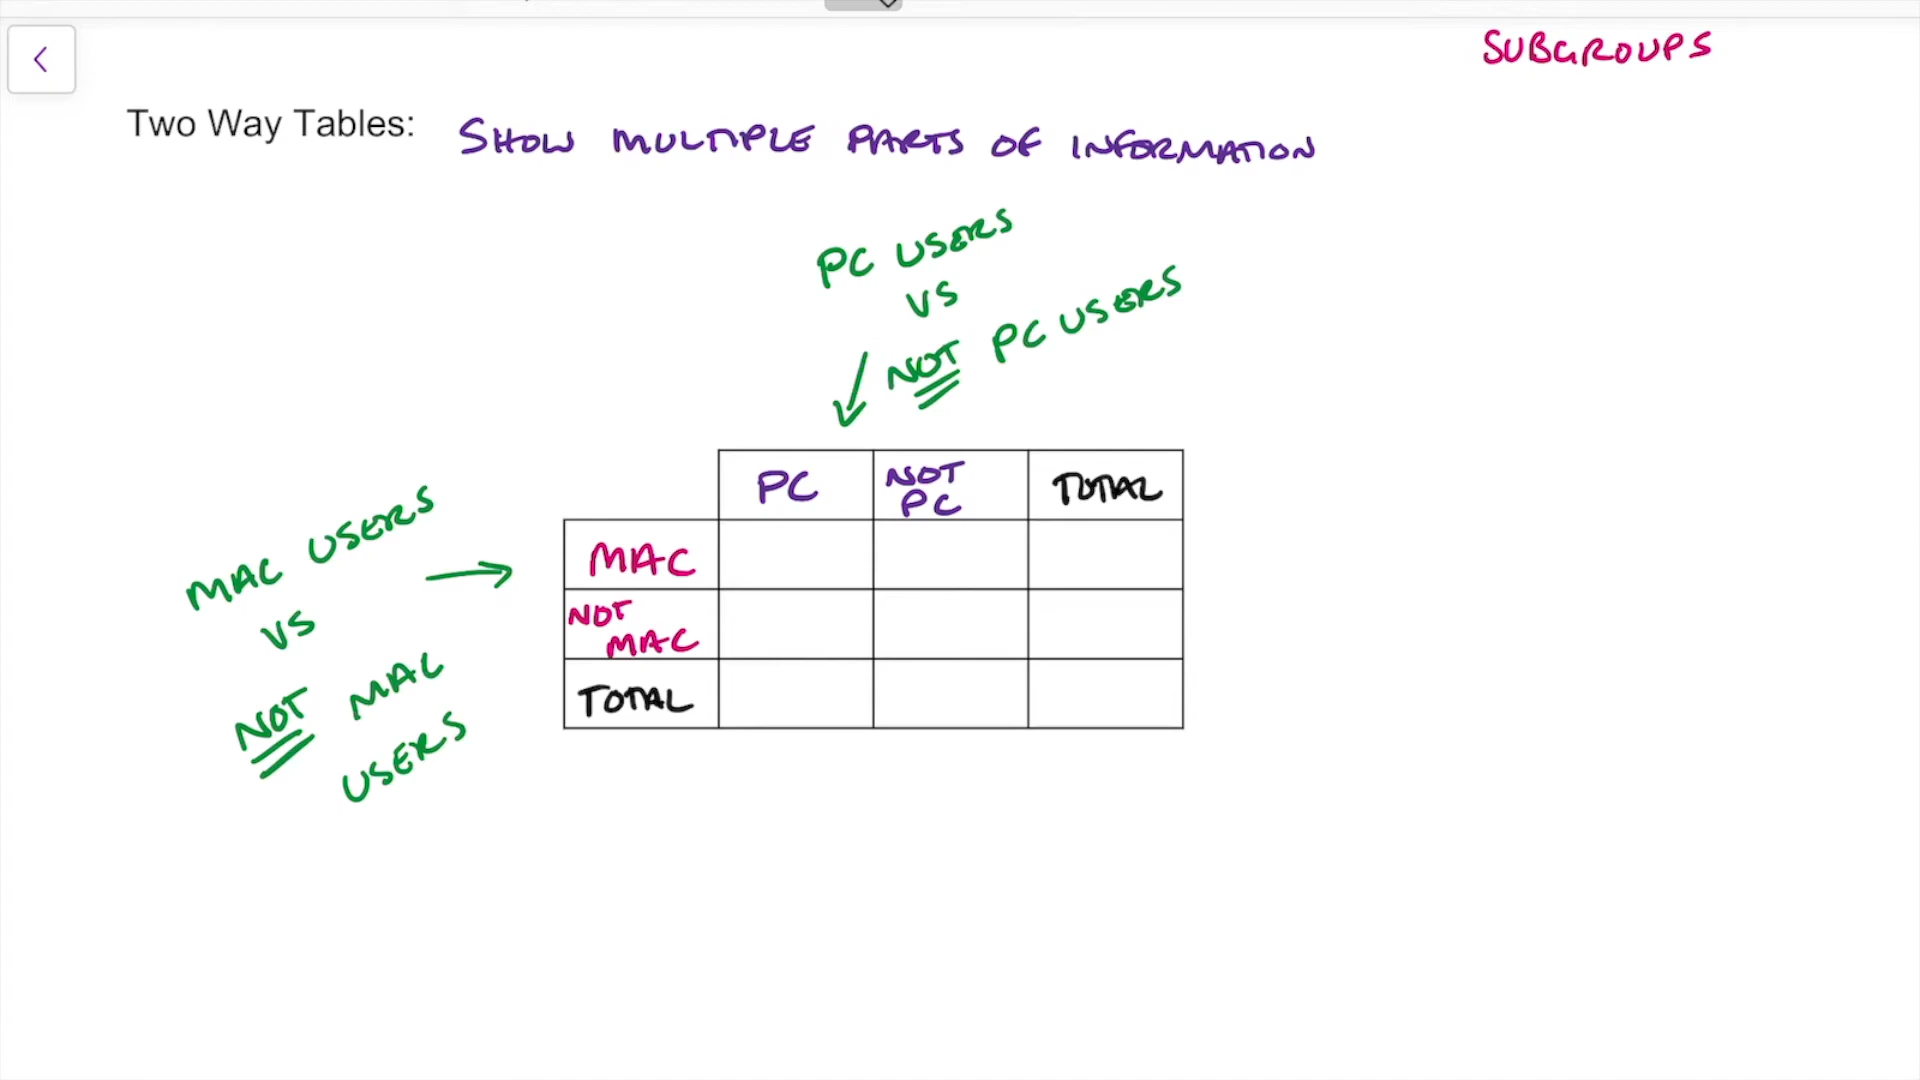 SUBGROUPS
Two Way Tables: SHOW MULTIPLE PARTS OF INFORMATION
PC USERS
VS
NOT PC USERS
MAC USERS
VS
NOT MAC
USERS
PC NOT PC TOTAL
MAC
NOT MAC
TOTAL